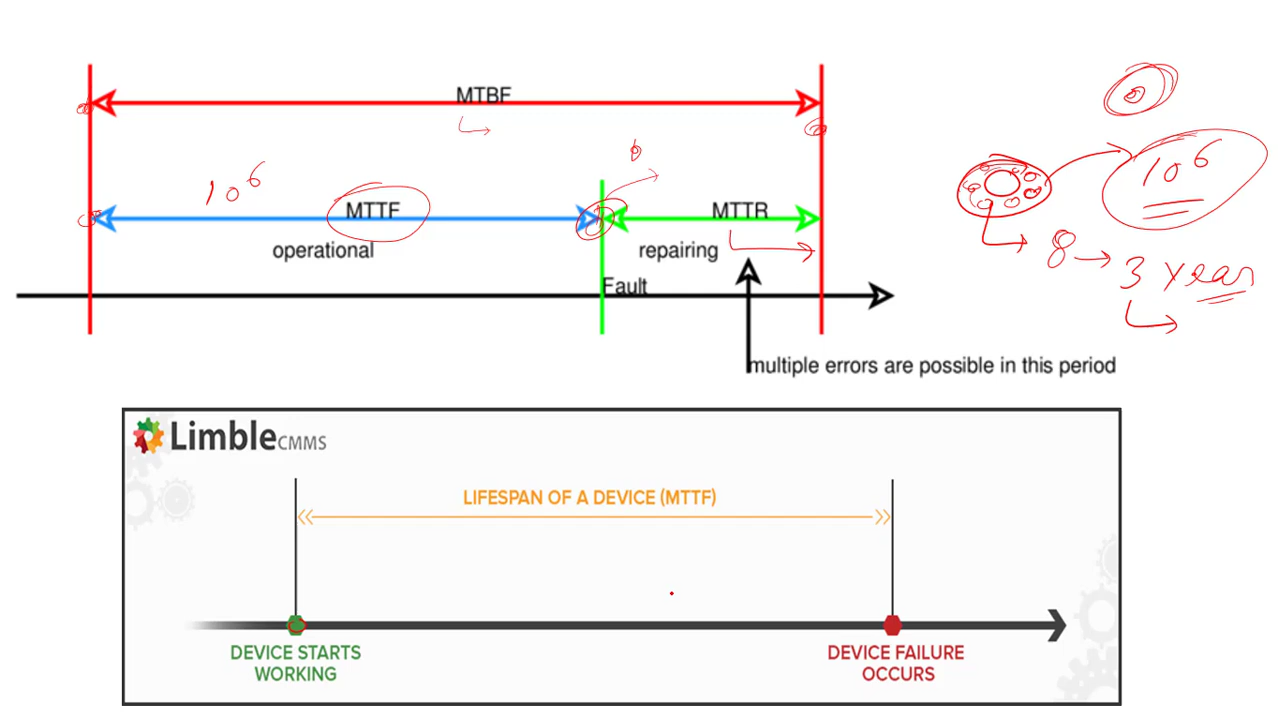 MTBF
10⁶
MTTF
MTTR
operational
repairing
Fault
multiple errors are possible in this period
10⁶
8 → 3 year
Limble CMMS
LIFESPAN OF A DEVICE (MTTF)
DEVICE STARTS
WORKING
DEVICE FAILURE
OCCURS